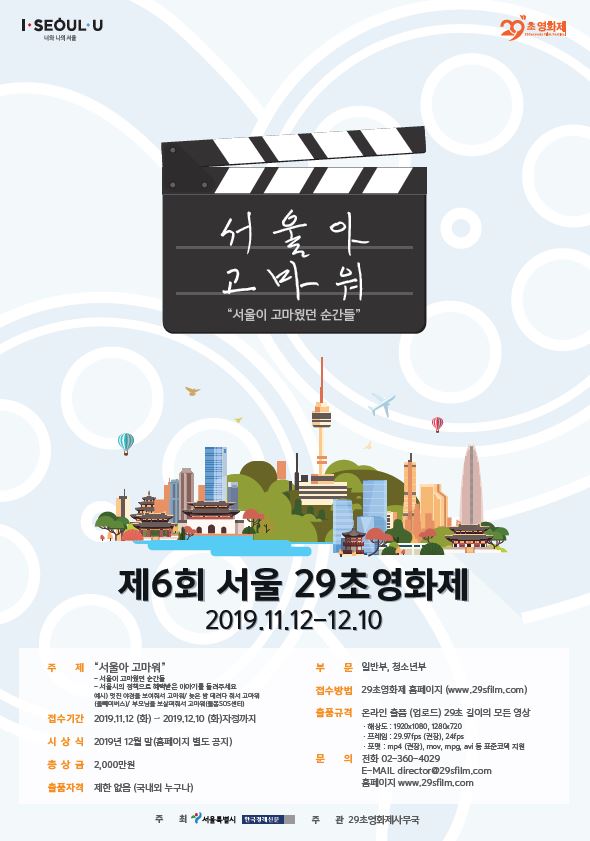 I·SEOUL·U
너와 나의 서울
29초영화제
서울아
고마워
“서울이 고마웠던 순간들”
제6회 서울 29초영화제
2019.11.12-12.10
주 제 “서울아 고마워”
- 서울이 고마웠던 순간들
- 서울시의 정책으로 혜택받은 이야기를 들려주세요
예시) 멋진 야경을 보여줘서 고마워/ 늦은 밤 데려다 줘서 고마워
(올빼미버스)/ 부모님을 보살펴줘서 고마워(돌봄SOS센터)
접수기간 2019.11.12 (화) - 2019.12.10 (화)자정까지
시 상 식 2019년 12월 말(홈페이지 별도 공지)
총 상 금 2,000만원
출품자격 제한 없음 (국내외 누구나)
부 문 일반부, 청소년부
접수방법 29초영화제 홈페이지 (www.29sfilm.com)
출품규격 온라인 출품 (업로드) 29초 길이의 모든 영상
· 해상도 : 1920x1080, 1280x720
· 프레임 : 29.97fps (권장), 24fps
· 포맷 : mp4 (권장), mov, mpg, avi 등 표준코덱 지원
문 의 전화 02-360-4029
E-MAIL director@29sfilm.com
홈페이지 www.29sfilm.com
주 최 서울특별시 한국경제신문 주 관 29초영화제사무국